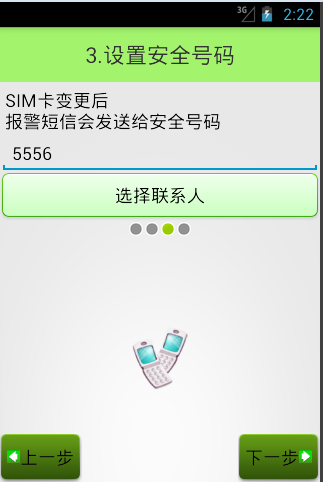 3G 2:22
3.设置安全号码
SIM卡变更后
报警短信会发送给安全号码
5556
选择联系人
上一步 下一步